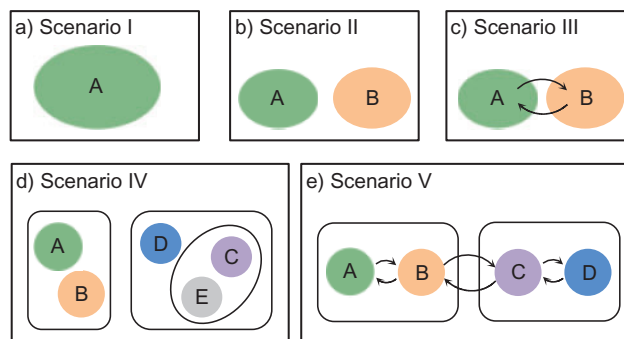 a) Scenario I
A
b) Scenario II
A B
c) Scenario III
A B
d) Scenario IV
A
B
D
C
E
e) Scenario V
A B C D